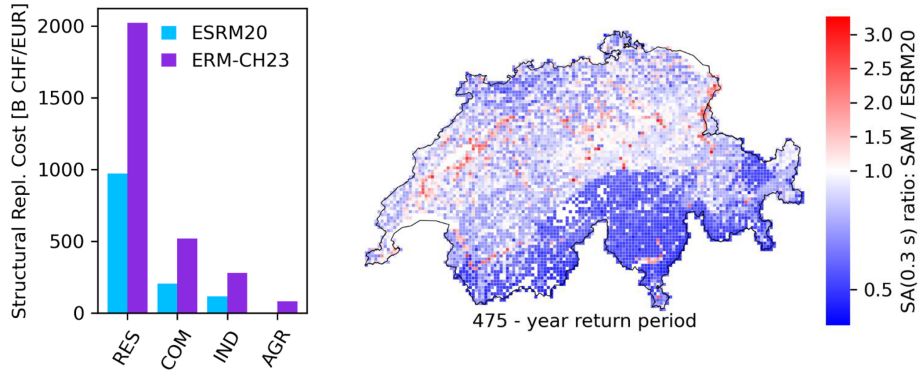 Structural Repl. Cost [B CHF/EUR]
2000
1500
1000
500
0
ESRM20
ERM-CH23
RES
COM
IND
AGR
475 - year return period
3.0
2.5
2.0
1.5
1.0
0.5
SA(0.3 s) ratio: SAM / ESRM20